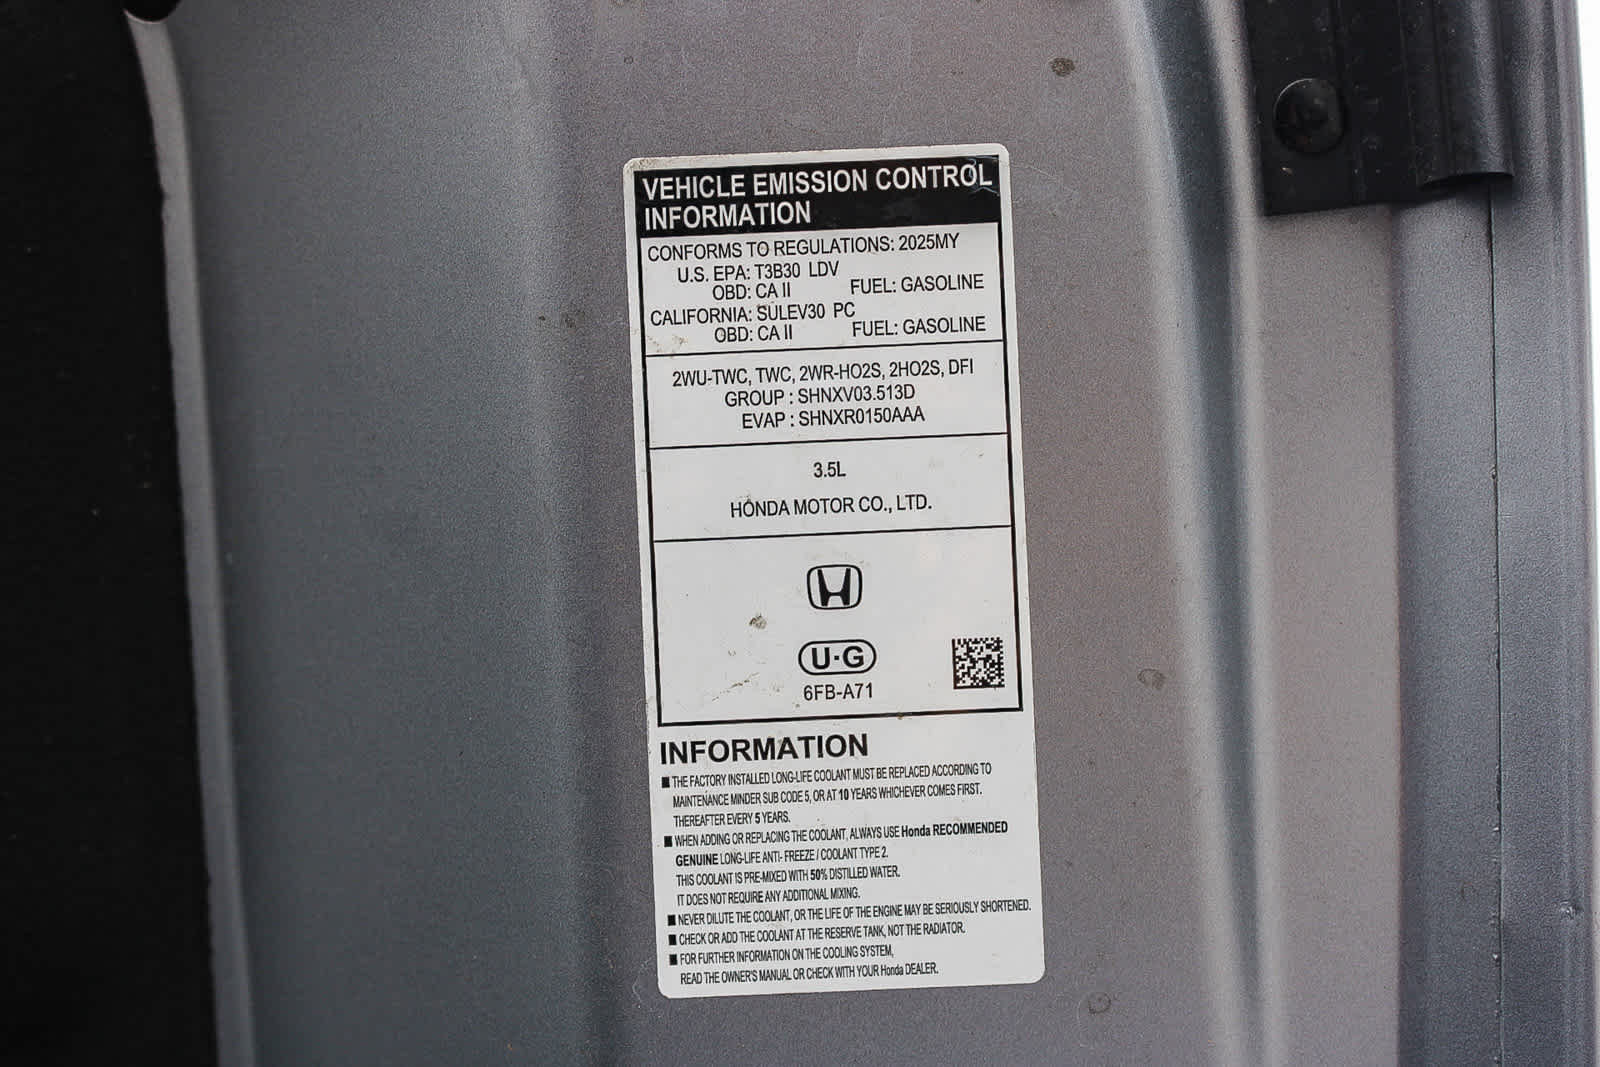 VEHICLE EMISSION CONTROL
INFORMATION
CONFORMS TO REGULATIONS: 2025MY
U.S. EPA: T3B30 LDV
OBD: CA II FUEL: GASOLINE
CALIFORNIA: SULEV30 PC
OBD: CA II FUEL: GASOLINE
2WU-TWC, TWC, 2WR-HO2S, 2HO2S, DFI
GROUP : SHNXV03.513D
EVAP : SHNXR0150AAA
3.5L
HONDA MOTOR CO., LTD.
U·G
6FB-A71
INFORMATION
■ THE FACTORY INSTALLED LONG-LIFE COOLANT MUST BE REPLACED ACCORDING TO
MAINTENANCE MINDER SUB CODE 5, OR AT 10 YEARS WHICHEVER COMES FIRST.
THEREAFTER EVERY 5 YEARS.
■ WHEN ADDING OR REPLACING THE COOLANT, ALWAYS USE Honda RECOMMENDED
GENUINE LONG-LIFE ANTI- FREEZE / COOLANT TYPE 2.
THIS COOLANT IS PRE-MIXED WITH 50% DISTILLED WATER.
IT DOES NOT REQUIRE ANY ADDITIONAL MIXING.
■ NEVER DILUTE THE COOLANT, OR THE LIFE OF THE ENGINE MAY BE SERIOUSLY SHORTENED.
■ CHECK OR ADD THE COOLANT AT THE RESERVE TANK, NOT THE RADIATOR.
■ FOR FURTHER INFORMATION ON THE COOLING SYSTEM,
READ THE OWNER'S MANUAL OR CHECK WITH YOUR Honda DEALER.